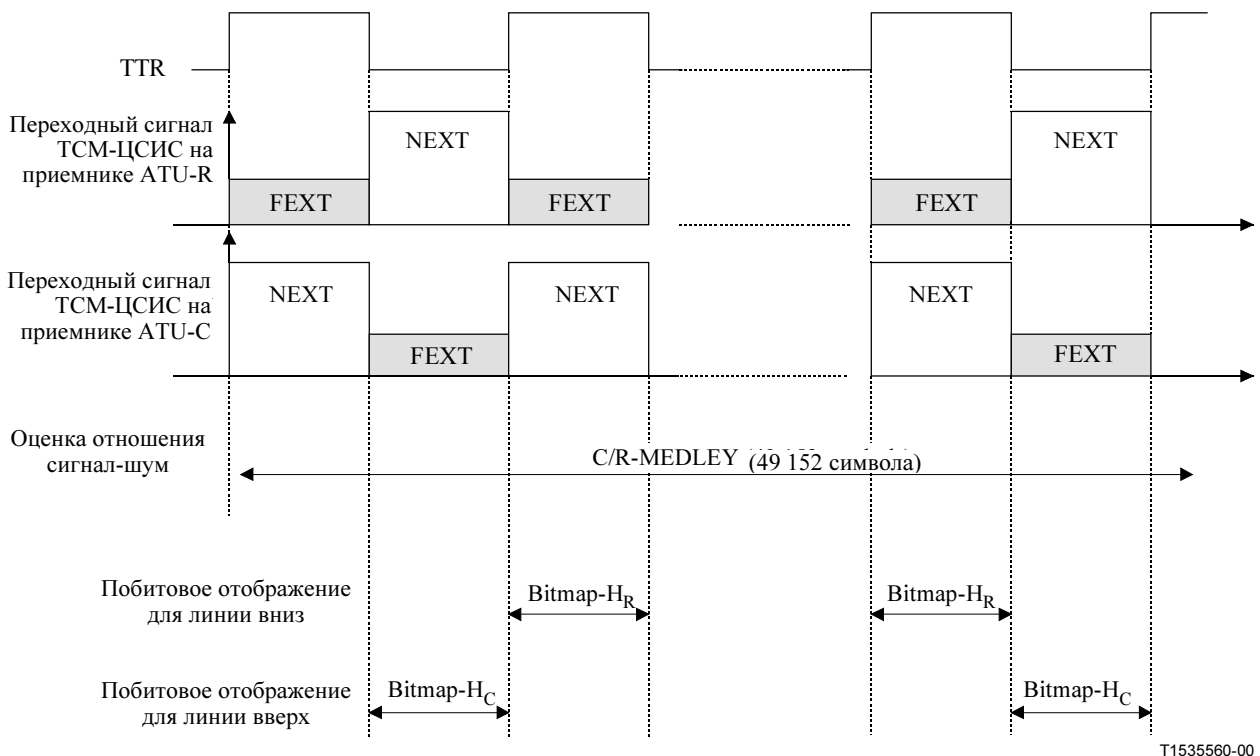 TTR
Переходный сигнал
ТСМ-ЦСИС на
приемнике ATU-R
NEXT
NEXT
FEXT
FEXT
FEXT
Переходный сигнал
ТСМ-ЦСИС на
приемнике ATU-C
NEXT
NEXT
NEXT
FEXT
FEXT
Оценка отношения
сигнал-шум
C/R-MEDLEY (49 152 символа)
Побитовое отображение
для линии вниз
Bitmap-HR
Bitmap-HR
Побитовое отображение
для линии вверх
Bitmap-HC
Bitmap-HC
T1535560-00